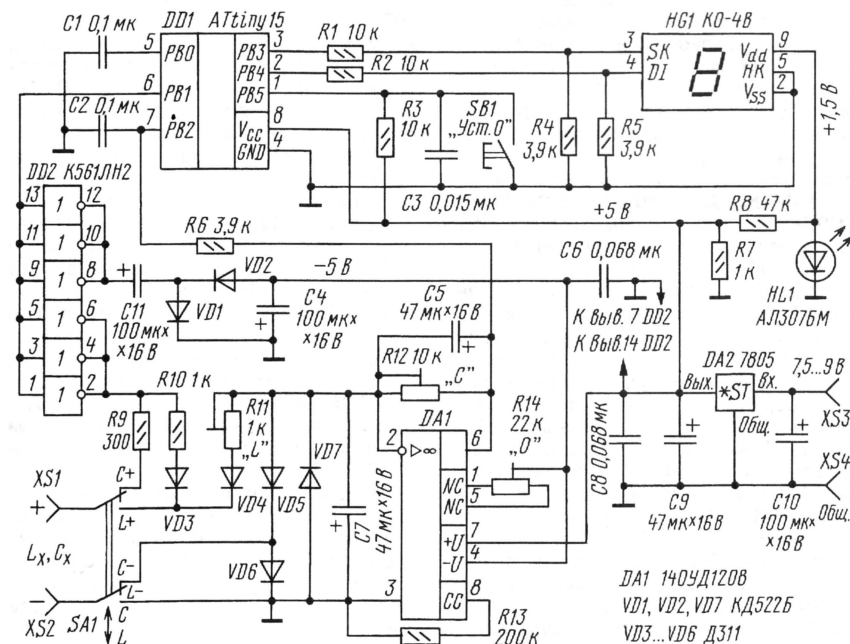 C1 0,1 мк
DD1
ATtiny15
5
PB0
PB3
3
R1 10 к
HG1 КО-4В
3
SK
Vdd
9
PB4
2
R2 10 к
4
DI
НК
5
6
PB1
PB5
1
VSS
2
C2 0,1 мк
7
PB2
VCC
8
GND
4
R3
10 к
SB1
„Уст.0"
R4
3,9 к
R5
3,9 к
+1,5 В
C3 0,015 мк
DD2 К561ЛН2
13
1
12
11
1
10
9
1
8
5
1
6
3
1
4
1
1
2
R6 3,9 к
+5 В
R8 47 к
R7
1 к
HL1
АЛ307БМ
C6 0,068 мк
К выв. 7 DD2
К выв.14 DD2
+
C11
100 мк×
×16 В
VD1
VD2
−5 В
C4
100 мк×
×16 В
+
C5
47 мк×16 В
+
R12 10 к
„С"
R9
300
R10 1 к
R11
1 к
„L"
VD3
VD4
VD5
VD7
VD6
C7
47 мк×16 В
+
DA1
2
▷∞
6
NC
1
NC
5
+U
7
−U
4
3
CC
8
R14
22 к
„0"
R13
200 к
DA2 7805
7,5...9 В
Вых.
*ST
Вх.
Общ.
XS3
XS4
Общ.
C8 0,068 мк
+
C9
47 мк×16 В
+
C10
100 мк×
×16 В
XS1
+
C+
L+
Lx, Cx
C−
L−
−
XS2
SA1
C
L
DA1 140УД120В
VD1, VD2, VD7 КД522Б
VD3...VD6 Д311